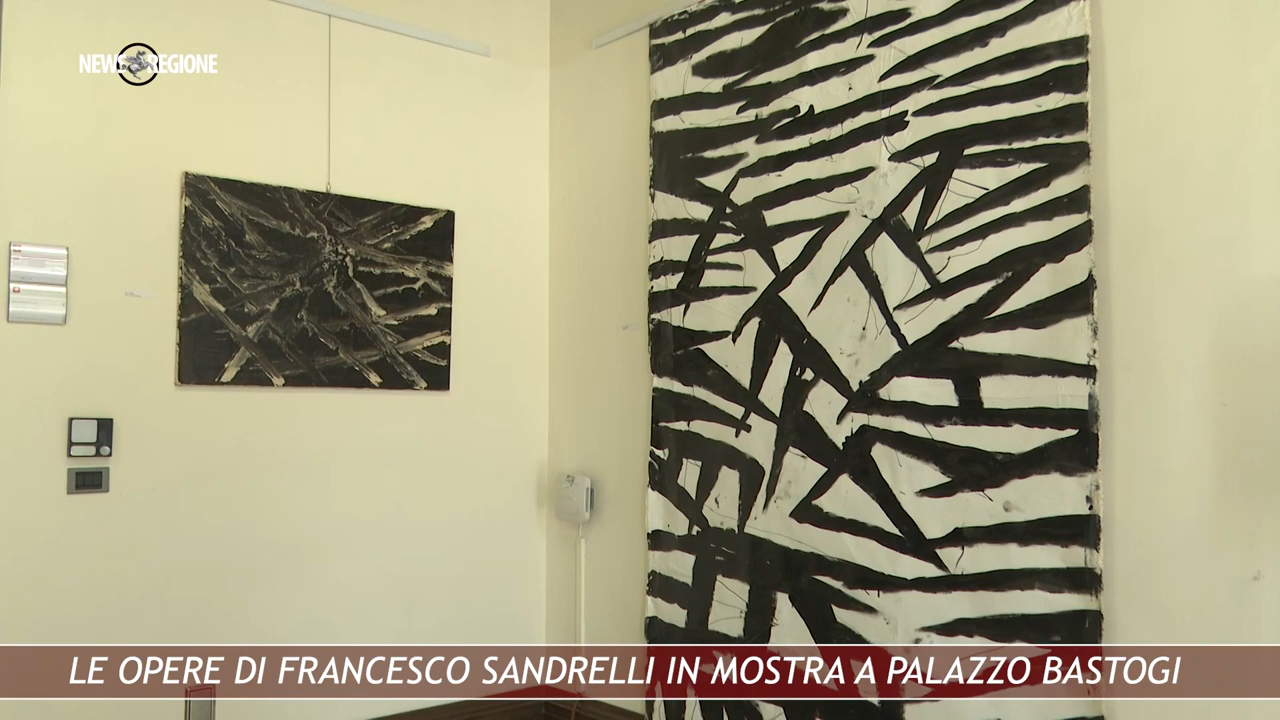 NEWS REGIONE
LE OPERE DI FRANCESCO SANDRELLI IN MOSTRA A PALAZZO BASTOGI